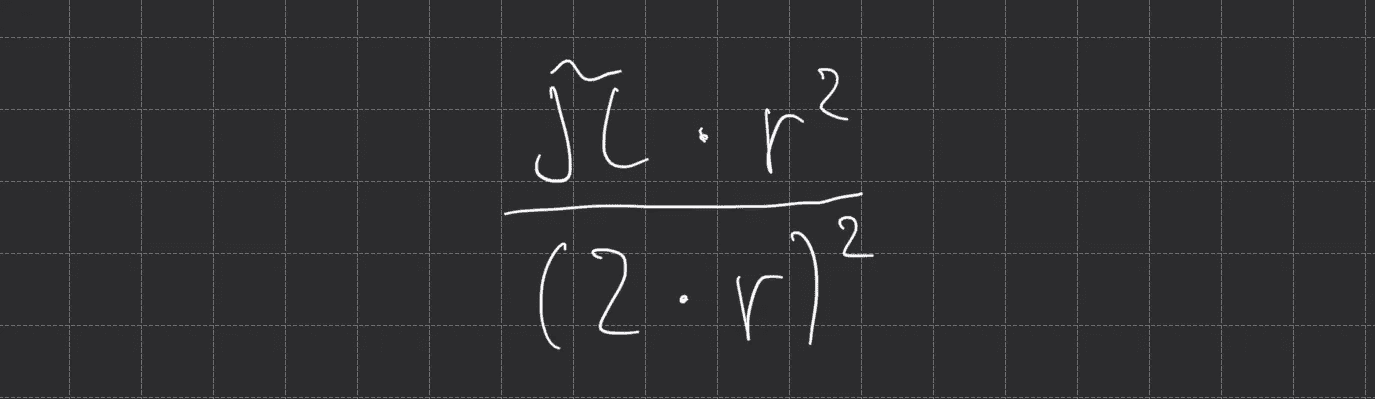 π · r²
(2 · r)²